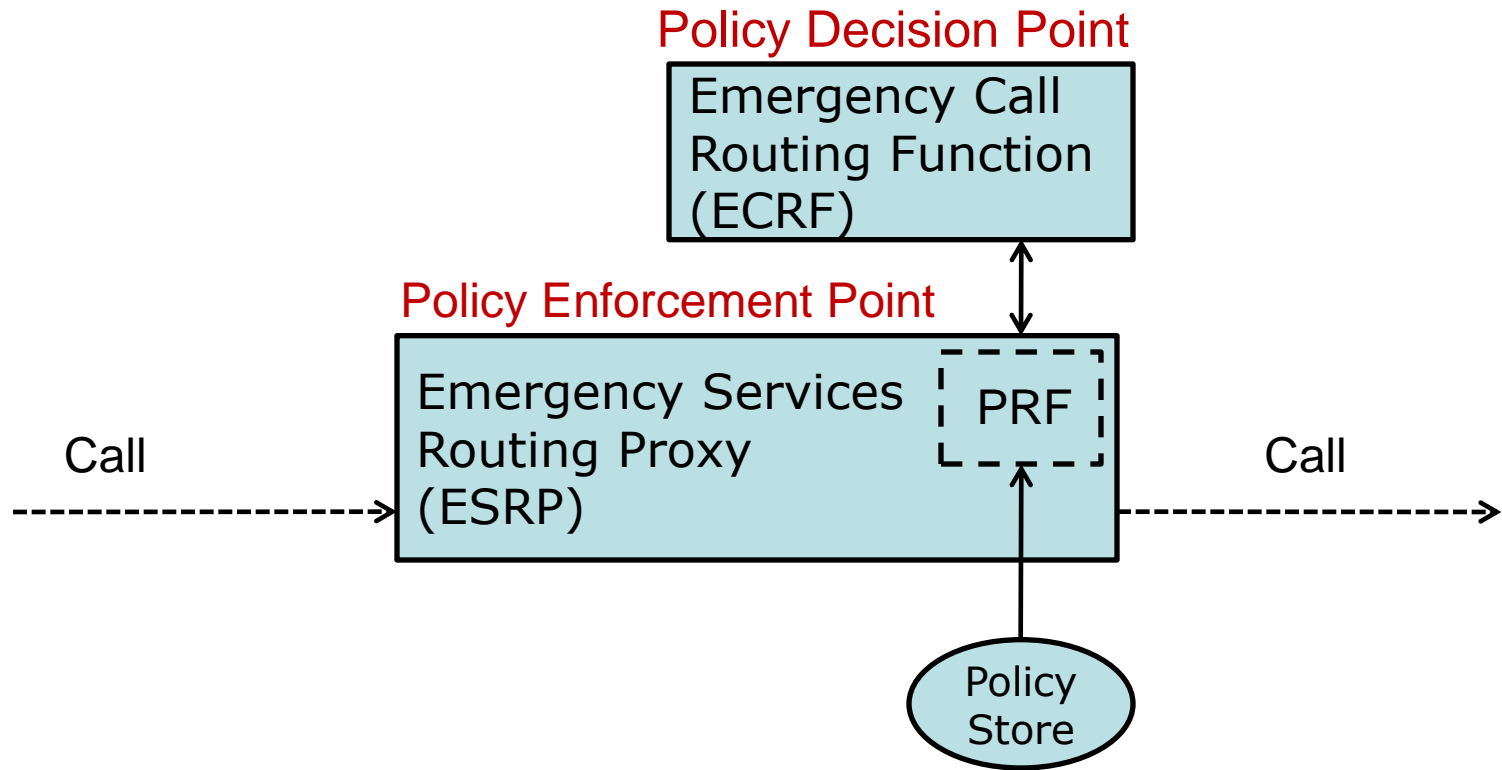 Policy Decision Point
Emergency Call
Routing Function
(ECRF)
Policy Enforcement Point
Emergency Services
Routing Proxy
(ESRP)
PRF
Call
Call
Policy
Store